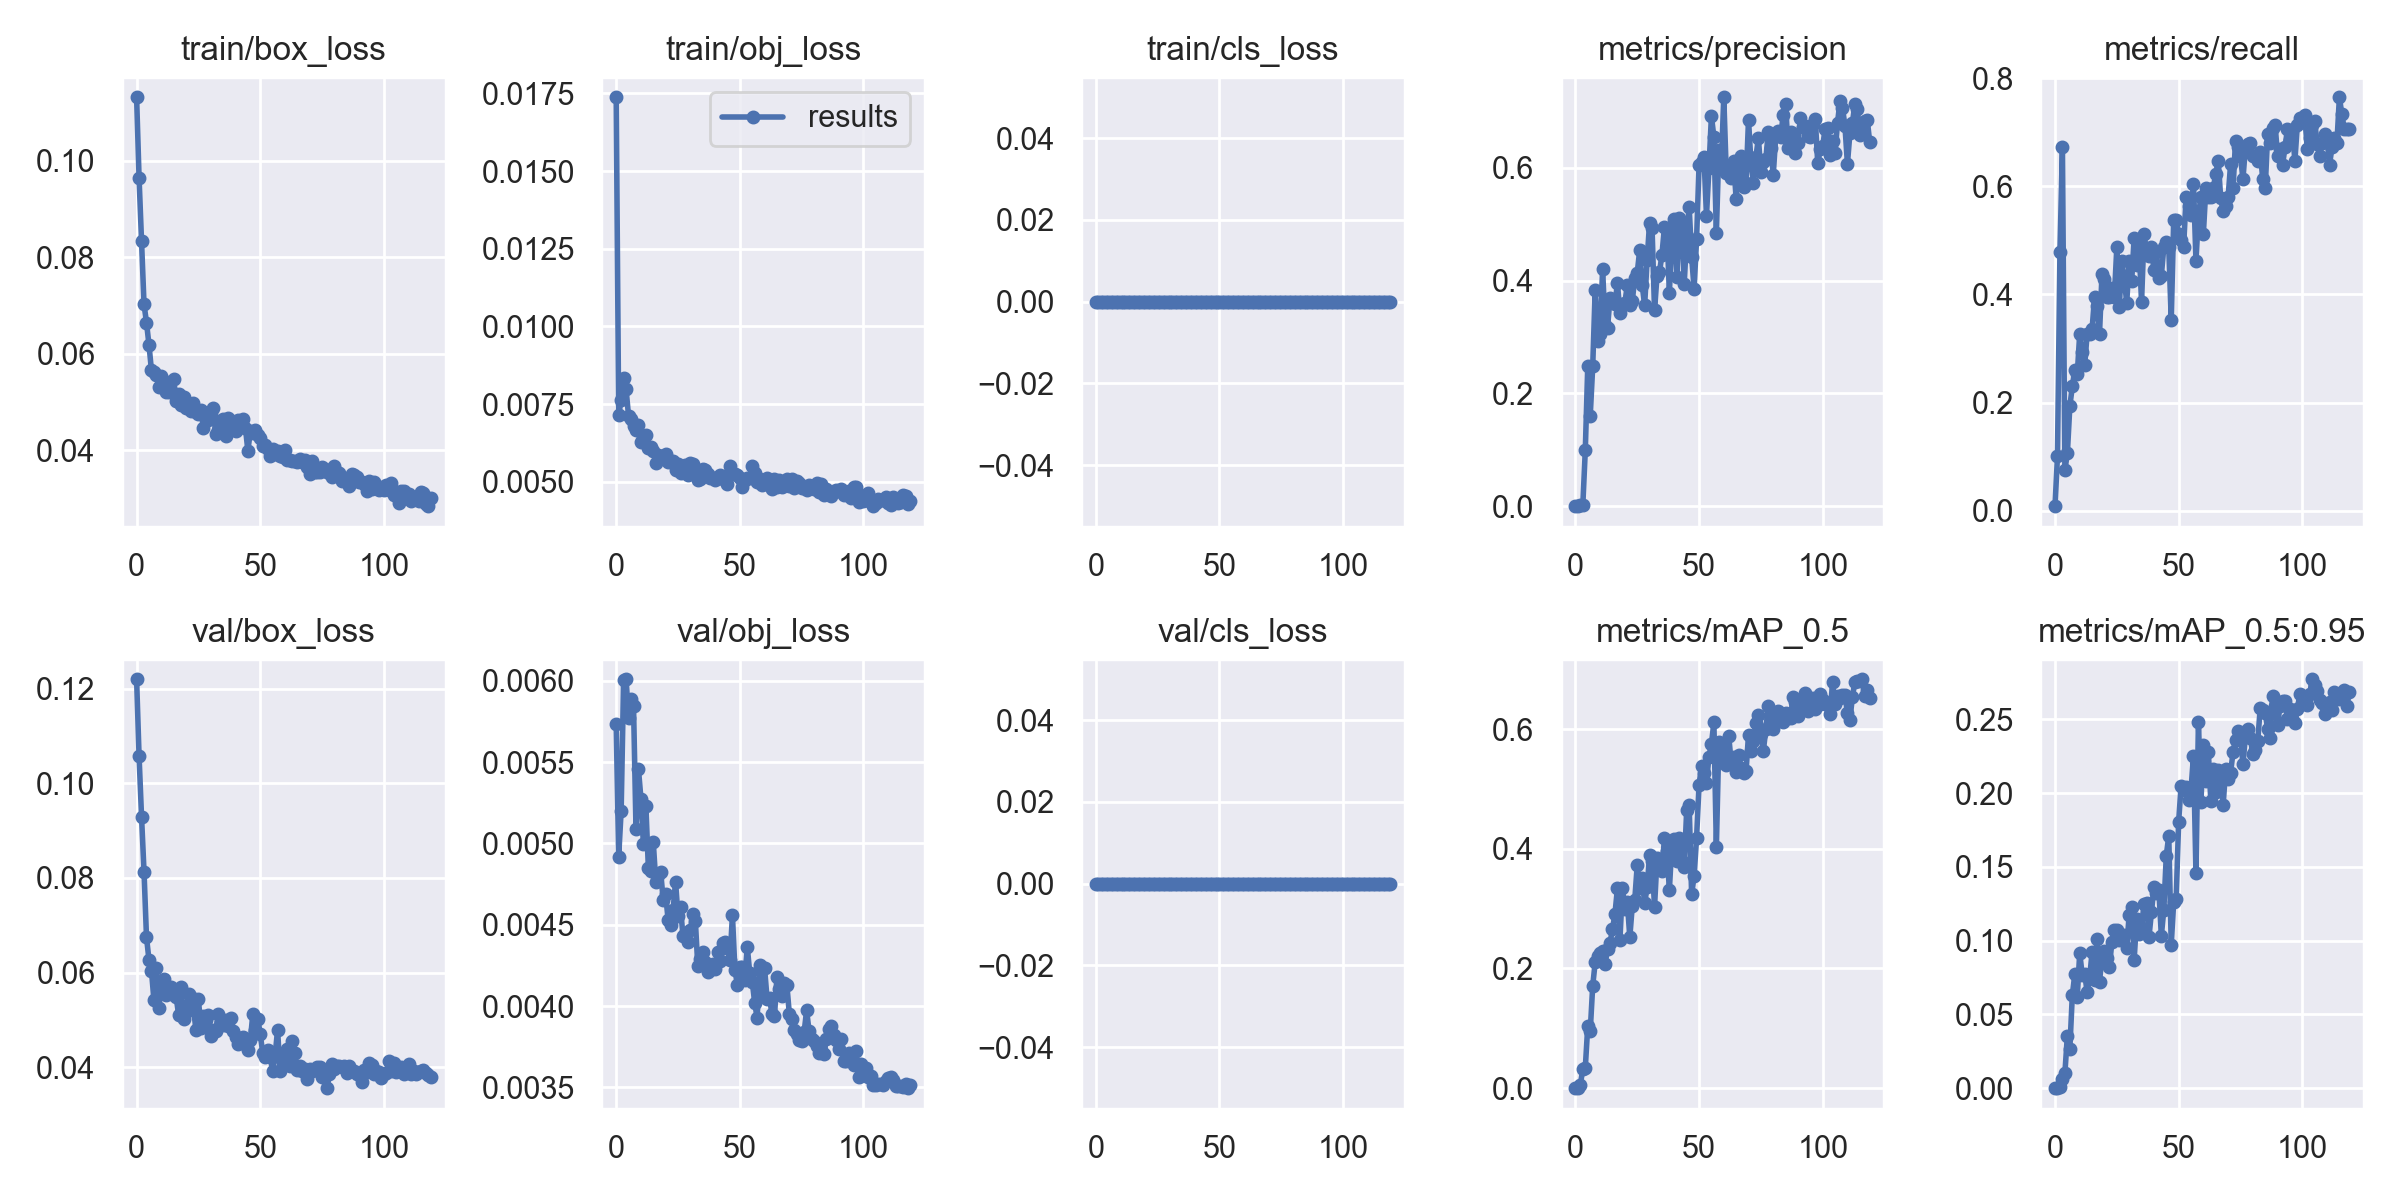 train/box_loss
0.10
0.08
0.06
0.04
0 50 100
train/obj_loss
results
0.0175
0.0150
0.0125
0.0100
0.0075
0.0050
0 50 100
train/cls_loss
0.04
0.02
0.00
−0.02
−0.04
0 50 100
metrics/precision
0.6
0.4
0.2
0.0
0 50 100
metrics/recall
0.8
0.6
0.4
0.2
0.0
0 50 100
val/box_loss
0.12
0.10
0.08
0.06
0.04
0 50 100
val/obj_loss
0.0060
0.0055
0.0050
0.0045
0.0040
0.0035
0 50 100
val/cls_loss
0.04
0.02
0.00
−0.02
−0.04
0 50 100
metrics/mAP_0.5
0.6
0.4
0.2
0.0
0 50 100
metrics/mAP_0.5:0.95
0.25
0.20
0.15
0.10
0.05
0.00
0 50 100